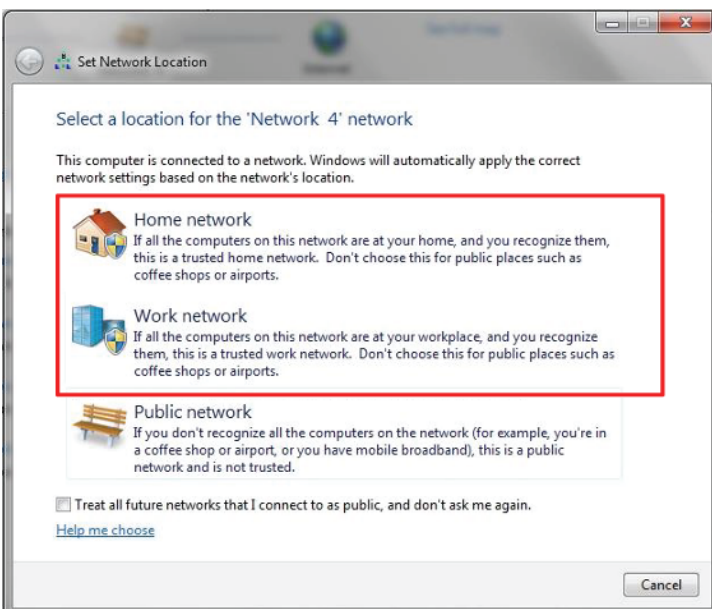 Set Network Location
Select a location for the 'Network  4' network
This computer is connected to a network. Windows will automatically apply the correct
network settings based on the network's location.
Home network
If all the computers on this network are at your home, and you recognize them,
this is a trusted home network.  Don't choose this for public places such as
coffee shops or airports.
Work network
If all the computers on this network are at your workplace, and you recognize
them, this is a trusted work network.  Don't choose this for public places such as
coffee shops or airports.
Public network
If you don't recognize all the computers on the network (for example, you're in
a coffee shop or airport, or you have mobile broadband), this is a public
network and is not trusted.
Treat all future networks that I connect to as public, and don't ask me again.
Help me choose
Cancel